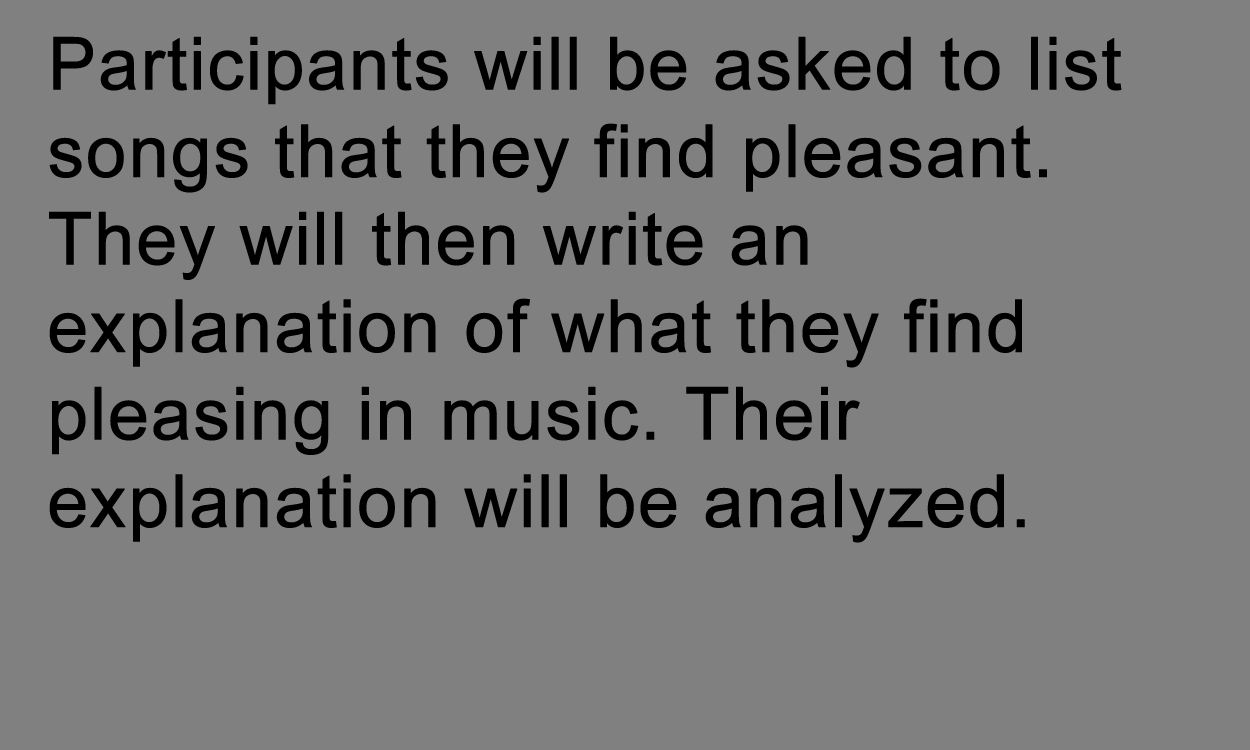 Participants will be asked to list
songs that they find pleasant.
They will then write an
explanation of what they find
pleasing in music. Their
explanation will be analyzed.